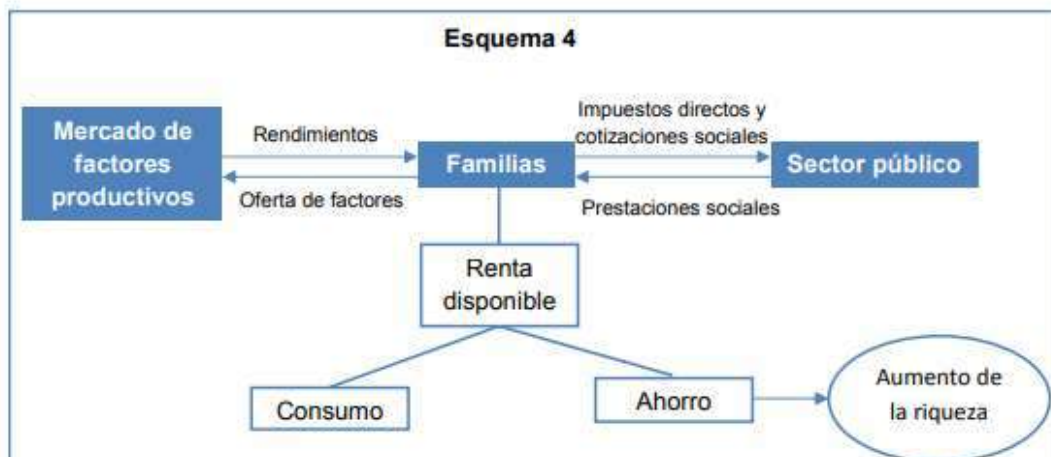 Esquema 4
Mercado de
factores
productivos
Rendimientos
Oferta de factores
Familias
Impuestos directos y
cotizaciones sociales
Prestaciones sociales
Sector público
Renta
disponible
Consumo
Ahorro
Aumento de
la riqueza